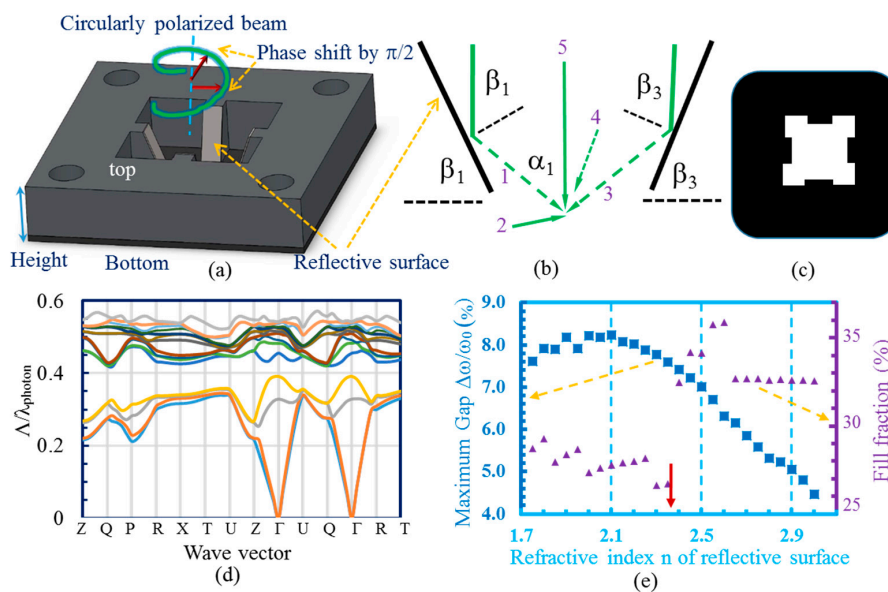 Circularly polarized beam
Phase shift by π/2
top
Height
Bottom
(a)
Reflective surface
β1
β1
α1
1
2
3
4
5
β3
β3
(b)
(c)
0.6
0.4
0.2
0
Λ/λphoton
Z Q P R X T U Z Γ U Q Γ R T
Wave vector
(d)
9.0
8.0
7.0
6.0
5.0
4.0
Maximum Gap Δω/ω0 (%)
35
30
25
Fill fraction (%)
1.7 2.1 2.5 2.9
Refractive index n of reflective surface
(e)